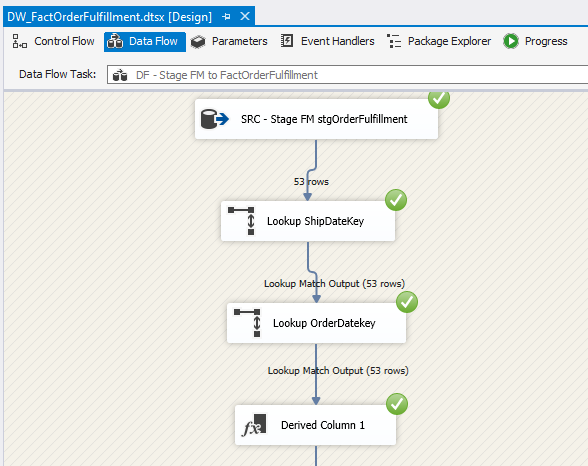 DW_FactOrderFulfillment.dtsx [Design]
Control Flow Data Flow Parameters Event Handlers Package Explorer Progress
Data Flow Task: DF - Stage FM to FactOrderFulfillment
SRC - Stage FM stgOrderFulfillment
53 rows
Lookup ShipDateKey
Lookup Match Output (53 rows)
Lookup OrderDatekey
Lookup Match Output (53 rows)
fx Derived Column 1